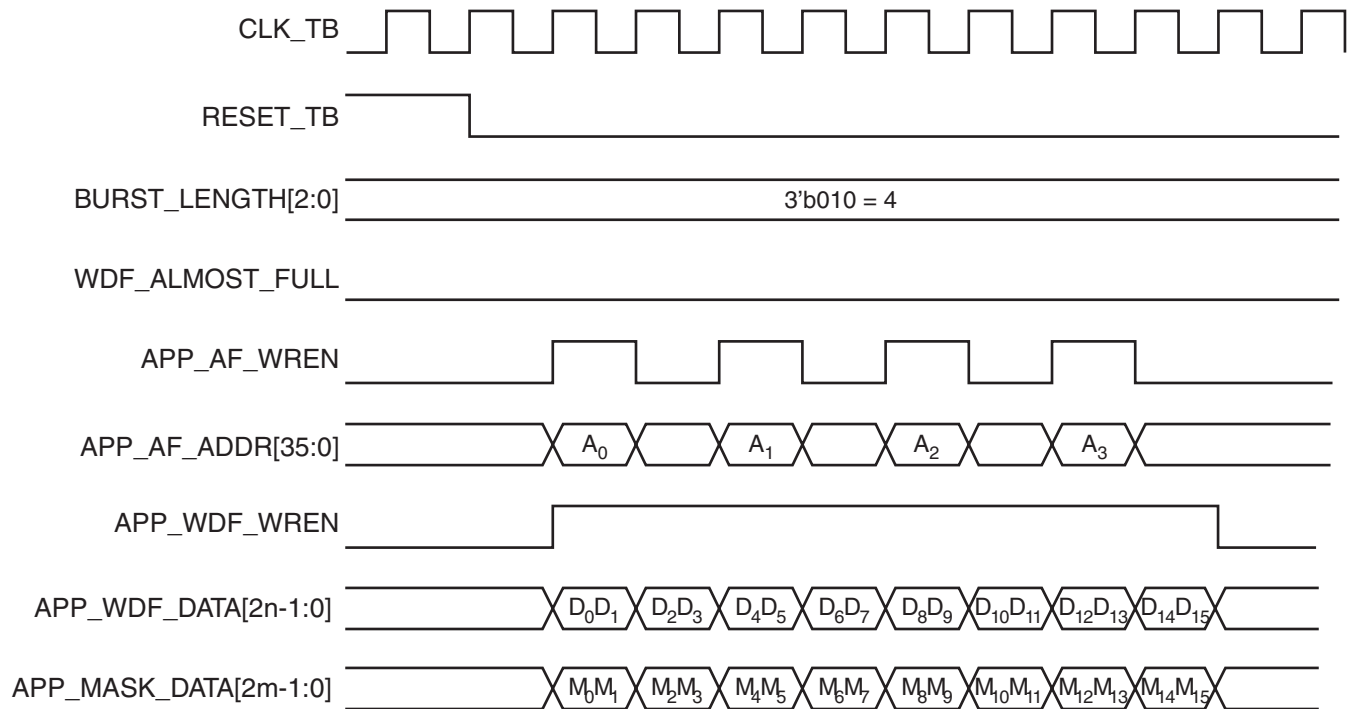 CLK_TB
RESET_TB
BURST_LENGTH[2:0]
3'b010 = 4
WDF_ALMOST_FULL
APP_AF_WREN
APP_AF_ADDR[35:0]
A0 A1 A2 A3
APP_WDF_WREN
APP_WDF_DATA[2n-1:0]
D0D1 D2D3 D4D5 D6D7 D8D9 D10D11 D12D13 D14D15
APP_MASK_DATA[2m-1:0]
M0M1 M2M3 M4M5 M6M7 M8M9 M10M11 M12M13 M14M15